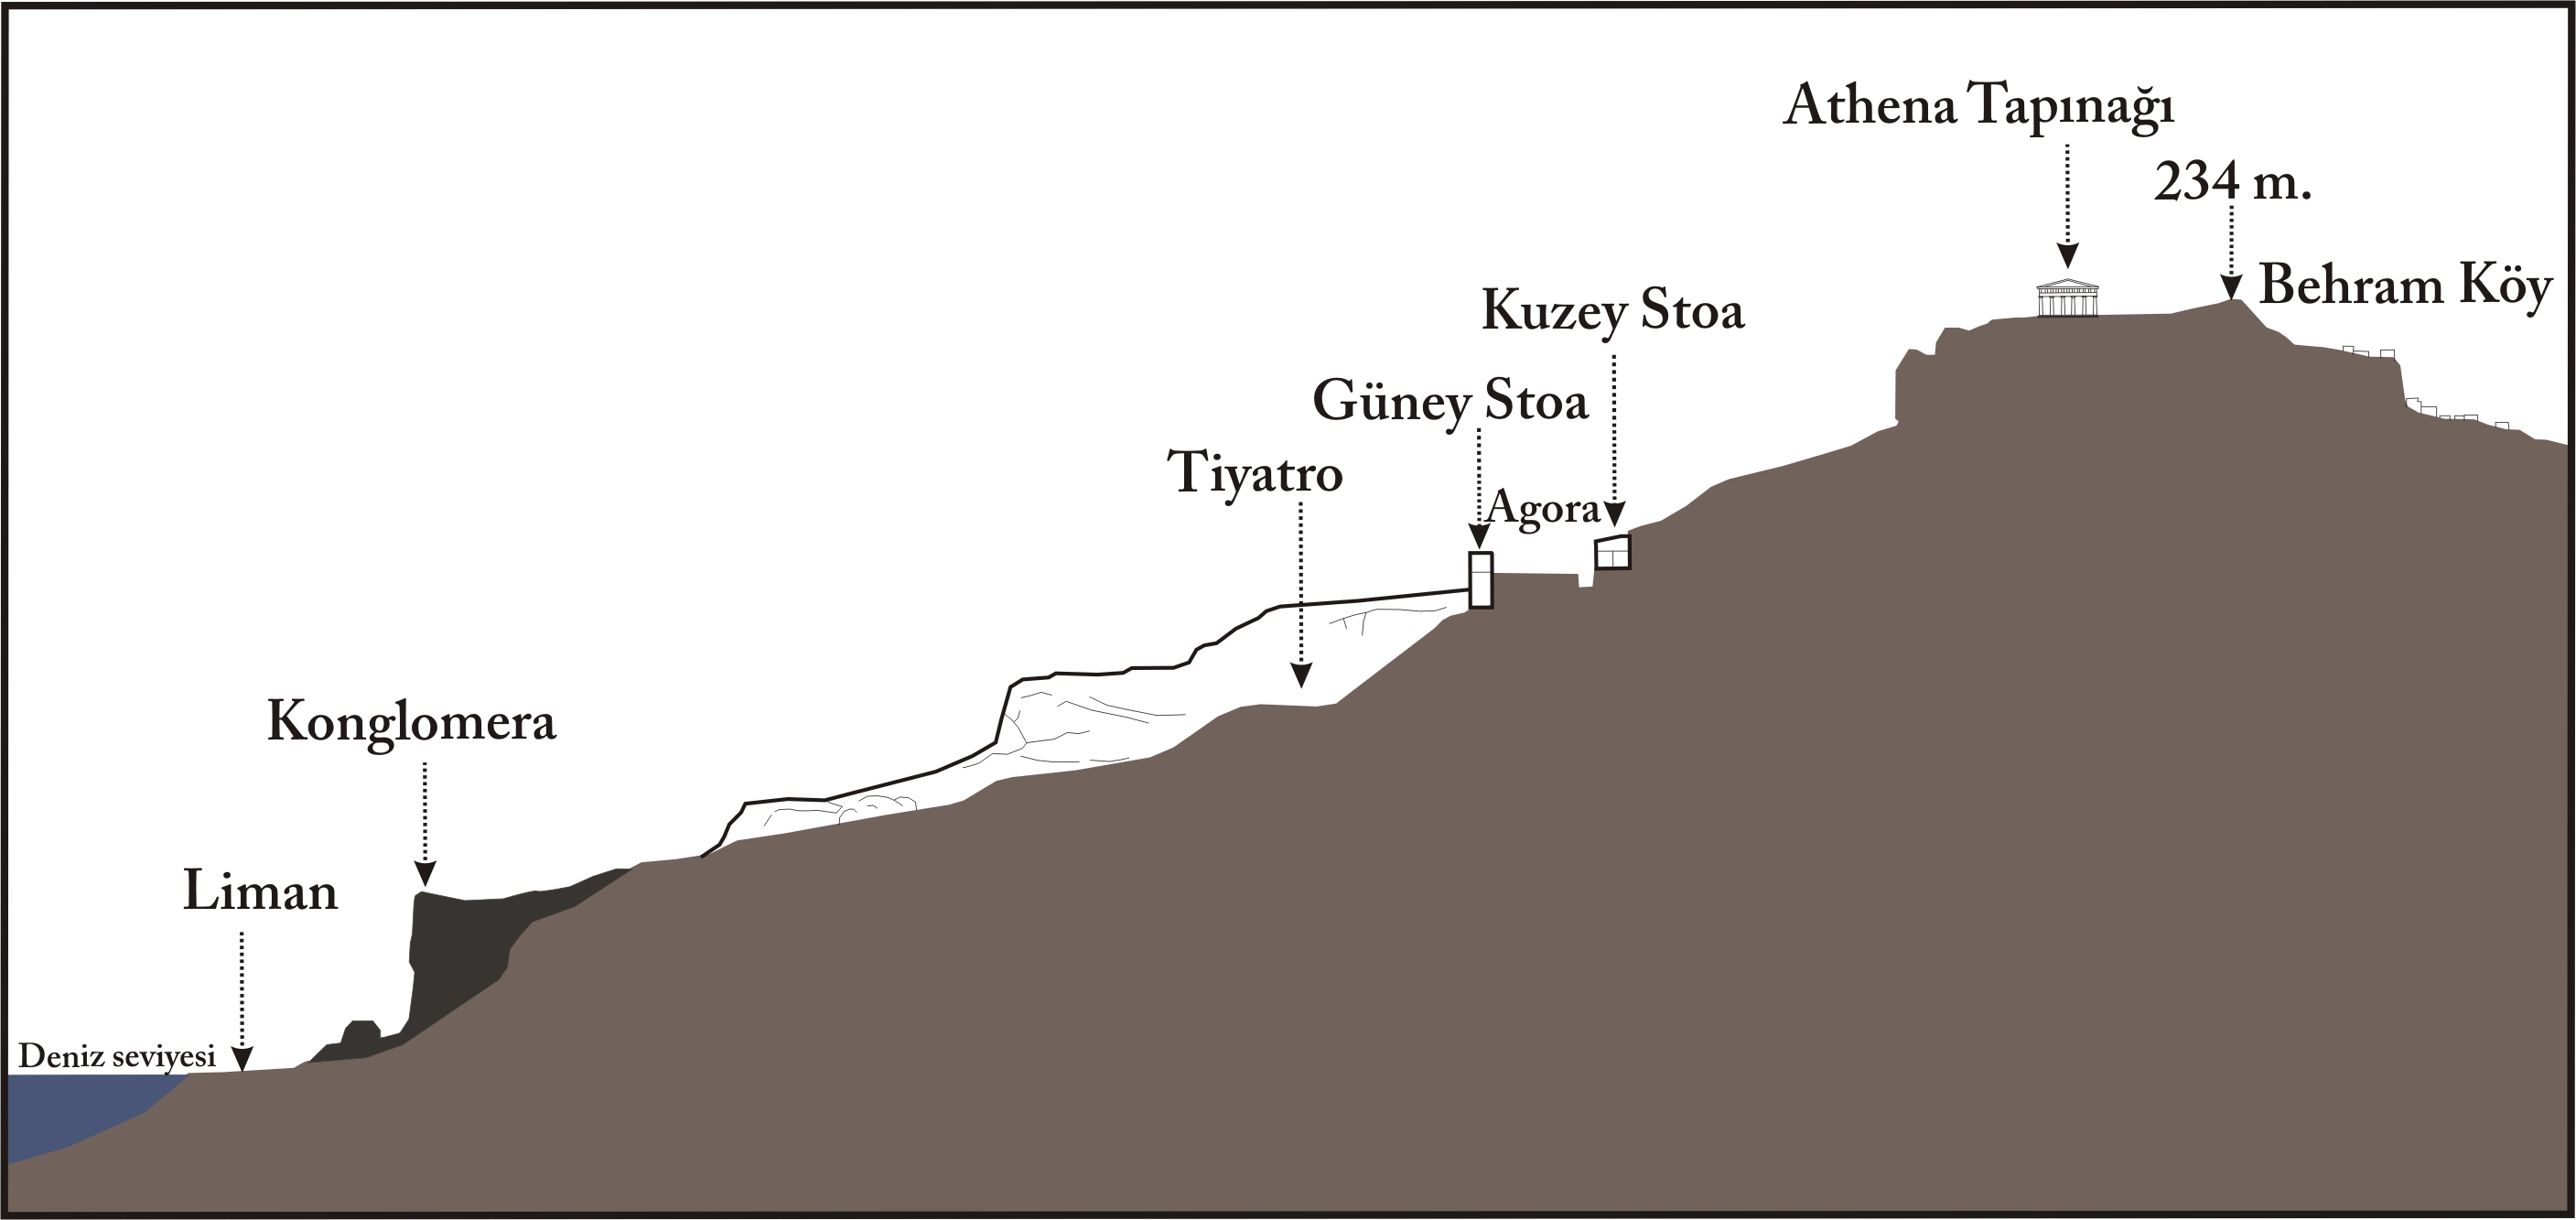 Athena Tapınağı
234 m.
Behram Köy
Kuzey Stoa
Güney Stoa
Tiyatro
Agora
Konglomera
Liman
Deniz seviyesi